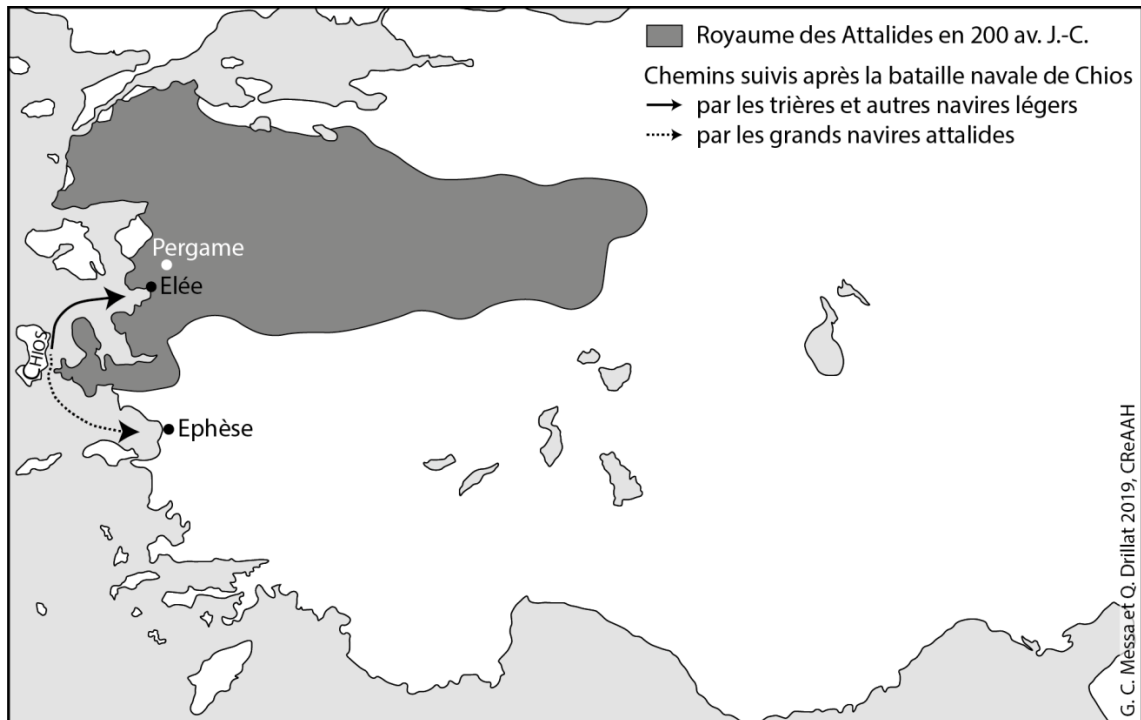 Royaume des Attalides en 200 av. J.-C.
Chemins suivis après la bataille navale de Chios
par les trières et autres navires légers
par les grands navires attalides
Pergame
Elée
CHIOS
Ephèse
G. C. Messa et Q. Drillat 2019, CReAAH